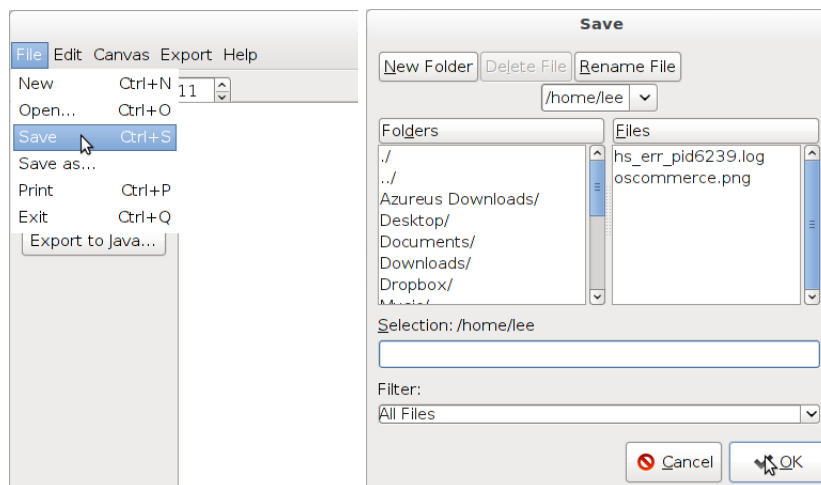 File Edit Canvas Export Help
New Ctrl+N
11
Open... Ctrl+O
Save Ctrl+S
Save as...
Print Ctrl+P
Exit Ctrl+Q
Export to Java...
Save
New Folder Delete File Rename File
/home/lee
Folders Files
./
../
Azureus Downloads/
Desktop/
Documents/
Downloads/
Dropbox/
hs_err_pid6239.log
oscommerce.png
Selection: /home/lee
Filter:
All Files
Cancel OK